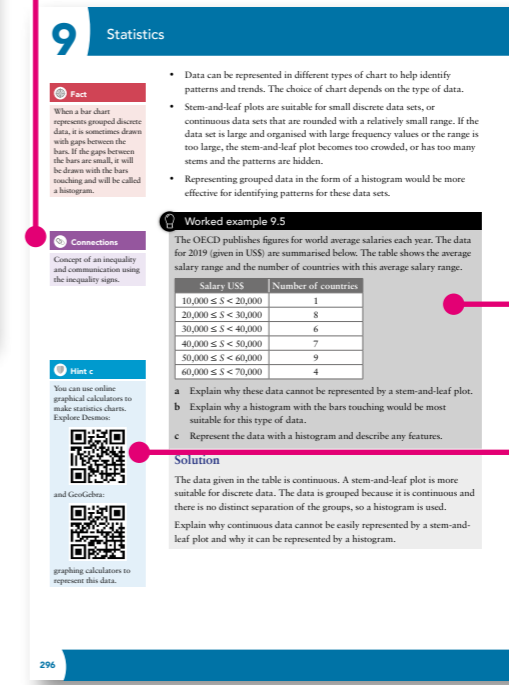 9
Statistics
• Data can be represented in different types of chart to help identify
patterns and trends. The choice of chart depends on the type of data.
• Stem-and-leaf plots are suitable for small discrete data sets, or
continuous data sets that are rounded with a relatively small range. If the
data set is large and organised with large frequency values or the range is
too large, the stem-and-leaf plot becomes too crowded, or has too many
stems and the patterns are hidden.
• Representing grouped data in the form of a histogram would be more
effective for identifying patterns for these data sets.
Fact
When a bar chart
represents grouped discrete
data, it is sometimes drawn
with gaps between the
bars. If the gaps between
the bars are small, it will
be drawn with the bars
touching and will be called
a histogram.
Connections
Concept of an inequality
and communication using
the inequality signs.
Hint c
You can use online
graphical calculators to
make statistics charts.
Explore Desmos:
and GeoGebra:
graphing calculators to
represent this data.
Worked example 9.5
The OECD publishes figures for world average salaries each year. The data
for 2019 (given in US$) are summarised below. The table shows the average
salary range and the number of countries with this average salary range.
Salary US$ Number of countries
10,000 ≤ S < 20,000 1
20,000 ≤ S < 30,000 8
30,000 ≤ S < 40,000 6
40,000 ≤ S < 50,000 7
50,000 ≤ S < 60,000 9
60,000 ≤ S < 70,000 4
a Explain why these data cannot be represented by a stem-and-leaf plot.
b Explain why a histogram with the bars touching would be most
suitable for this type of data.
c Represent the data with a histogram and describe any features.
Solution
The data given in the table is continuous. A stem-and-leaf plot is more
suitable for discrete data. The data is grouped because it is continuous and
there is no distinct separation of the groups, so a histogram is used.
Explain why continuous data cannot be easily represented by a stem-and-
leaf plot and why it can be represented by a histogram.
296